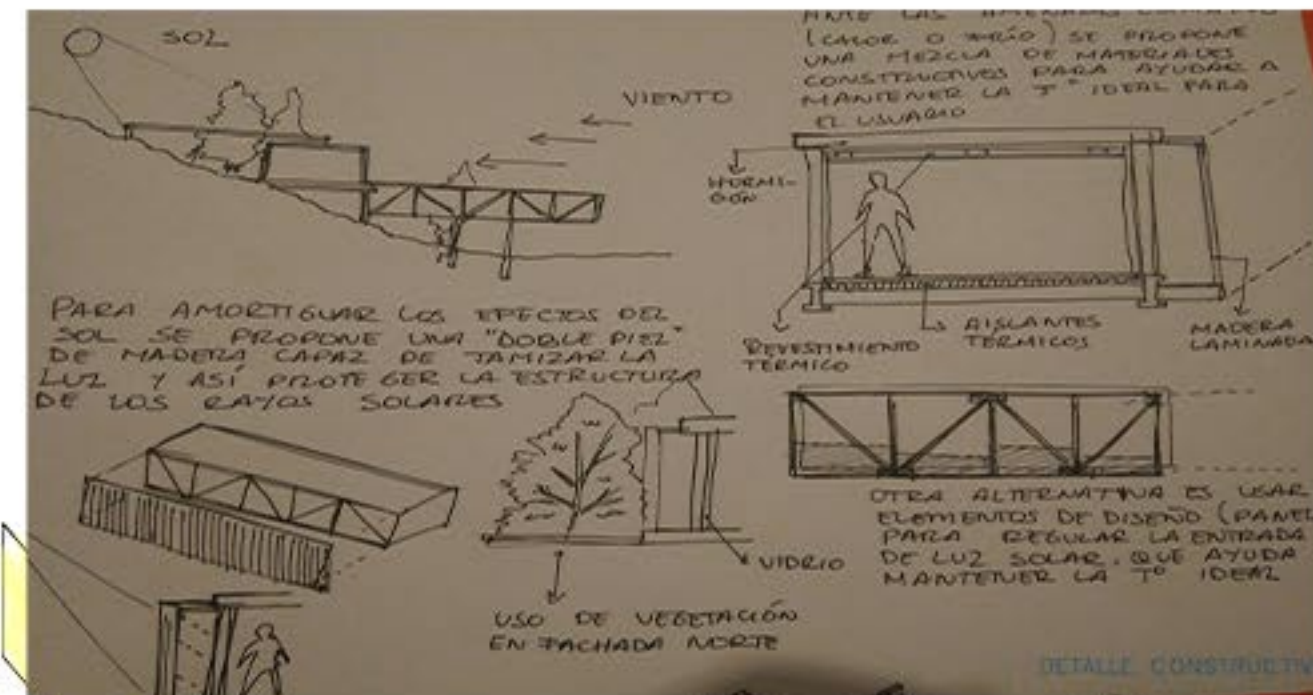 SOL
VIENTO
ANTE LAS
(CALOR O FRÍO) SE PROPONE
UNA MEZCLA DE MATERIALES
CONSTRUCTIVOS PARA AYUDAR A
MANTENER LA T° IDEAL PARA
EL USUARIO
HORMI-
GÓN
REVESTIMIENTO
TÉRMICO
AISLANTES
TÉRMICOS
MADERA
LAMINADA
PARA AMORTIGUAR LOS EFECTOS DEL
SOL SE PROPONE UNA "DOBLE PIEL"
DE MADERA CAPAZ DE TAMIZAR LA
LUZ Y ASÍ PROTEGER LA ESTRUCTURA
DE LOS RAYOS SOLARES
VIDRIO
USO DE VEGETACIÓN
EN FACHADA NORTE
OTRA ALTERNATIVA ES USAR
ELEMENTOS DE DISEÑO (PANEL
PARA REGULAR LA ENTRADA
DE LUZ SOLAR, QUE AYUDA
MANTENER LA T° IDEAL
DETALLE CONSTRUCTIV